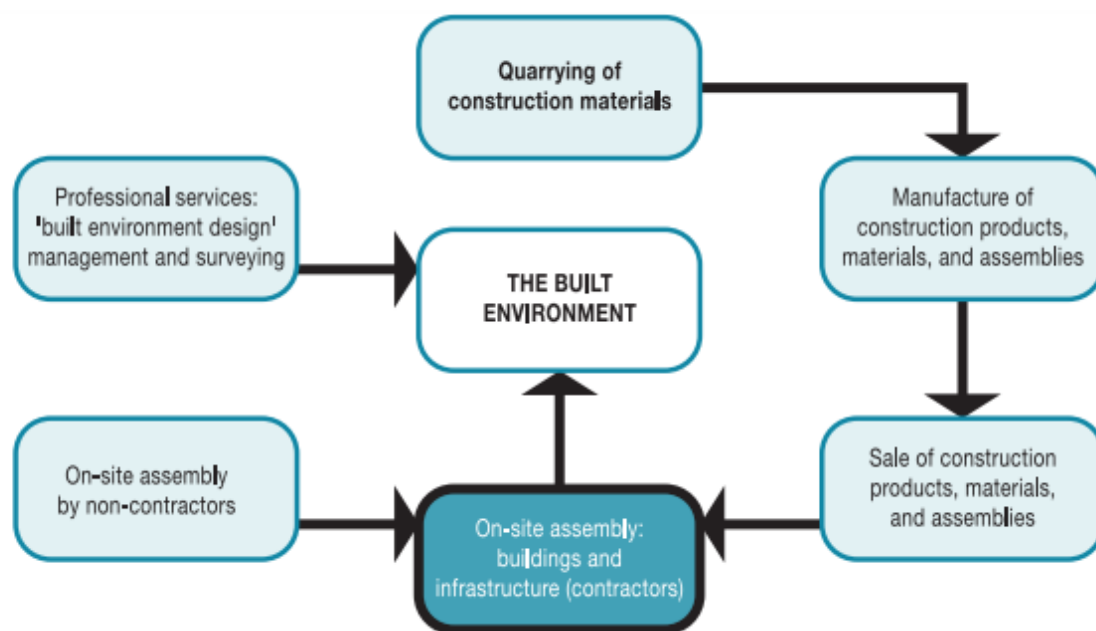 Quarrying of
construction materials
Professional services:
'built environment design'
management and surveying
Manufacture of
construction products,
materials, and assemblies
THE BUILT
ENVIRONMENT
On-site assembly
by non-contractors
Sale of construction
products, materials,
and assemblies
On-site assembly:
buildings and
infrastructure (contractors)